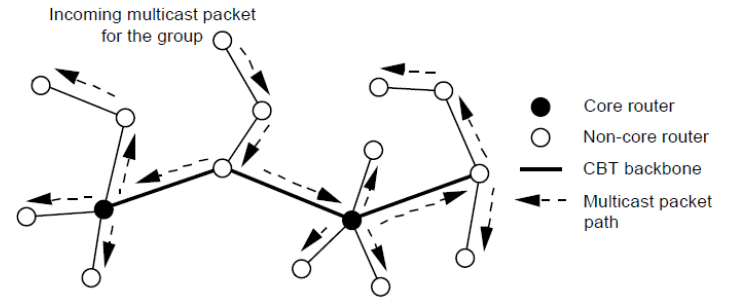 Incoming multicast packet
for the group
Core router
Non-core router
CBT backbone
Multicast packet
path